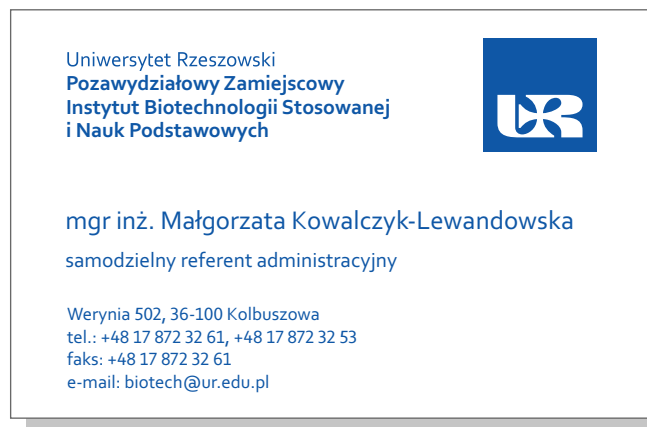 Uniwersytet Rzeszowski
Pozawydziałowy Zamiejscowy
Instytut Biotechnologii Stosowanej
i Nauk Podstawowych
UR
mgr inż. Małgorzata Kowalczyk-Lewandowska
samodzielny referent administracyjny
Werynia 502, 36-100 Kolbuszowa
tel.: +48 17 872 32 61, +48 17 872 32 53
faks: +48 17 872 32 61
e-mail: biotech@ur.edu.pl